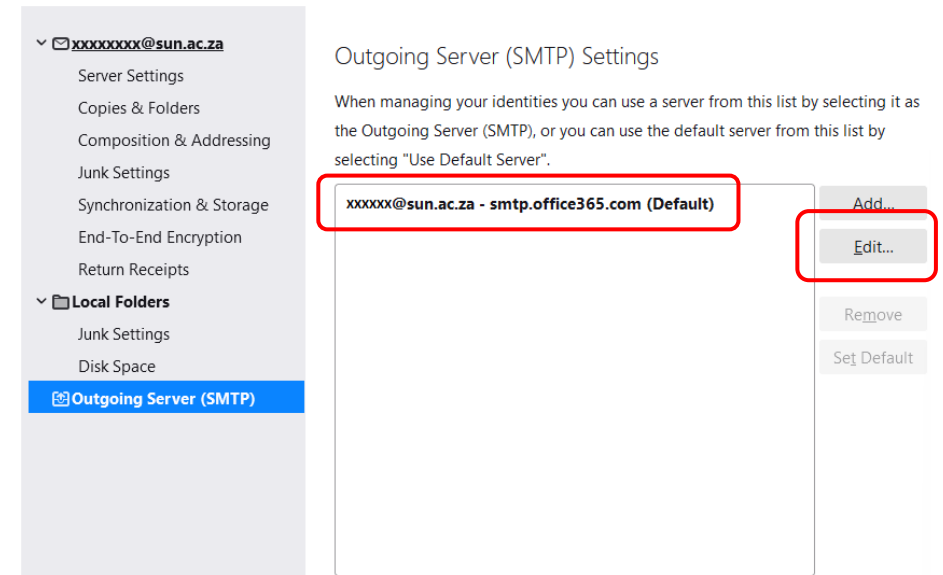 xxxxxxxx@sun.ac.za
Server Settings
Copies & Folders
Composition & Addressing
Junk Settings
Synchronization & Storage
End-To-End Encryption
Return Receipts
Local Folders
Junk Settings
Disk Space
Outgoing Server (SMTP)
Outgoing Server (SMTP) Settings
When managing your identities you can use a server from this list by selecting it as
the Outgoing Server (SMTP), or you can use the default server from this list by
selecting "Use Default Server".
xxxxxx@sun.ac.za - smtp.office365.com (Default)
Add...
Edit...
Remove
Set Default